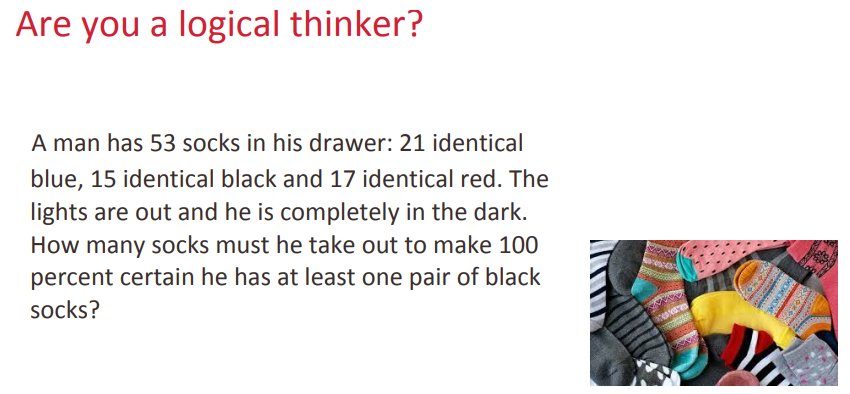 Are you a logical thinker?
A man has 53 socks in his drawer: 21 identical
blue, 15 identical black and 17 identical red. The
lights are out and he is completely in the dark.
How many socks must he take out to make 100
percent certain he has at least one pair of black
socks?